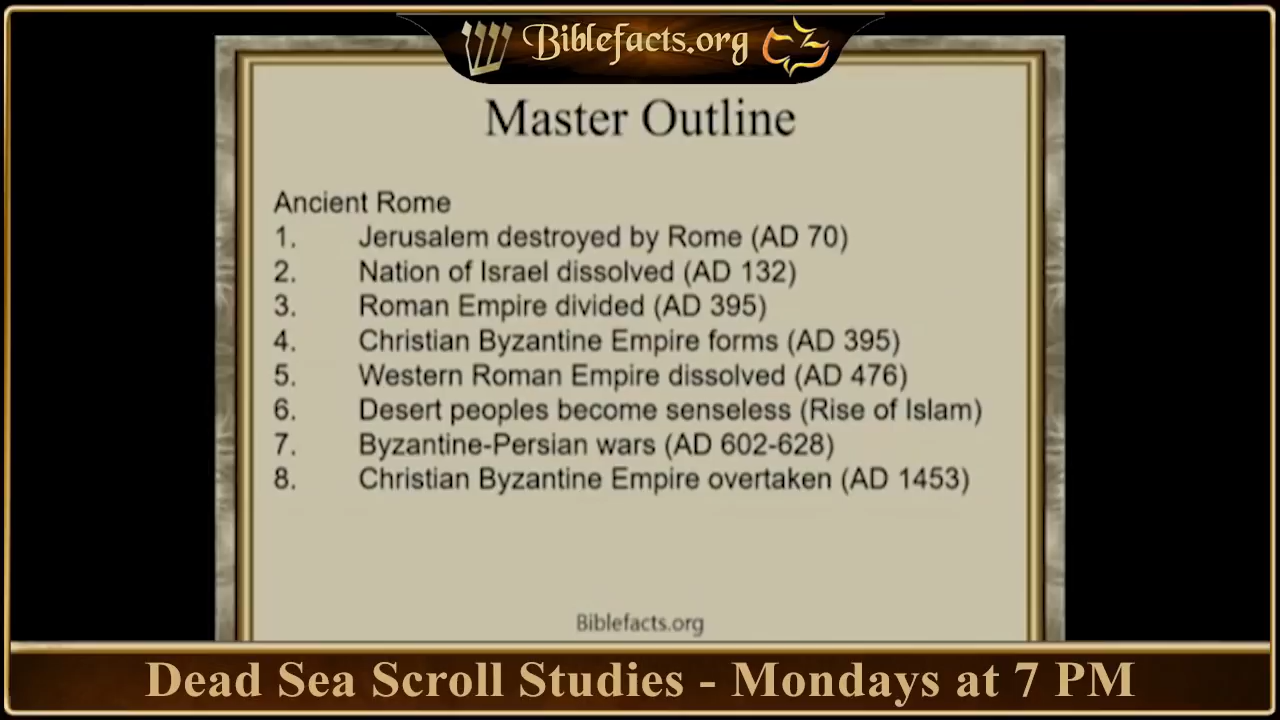 Biblefacts.org
Master Outline
Ancient Rome
1. Jerusalem destroyed by Rome (AD 70)
2. Nation of Israel dissolved (AD 132)
3. Roman Empire divided (AD 395)
4. Christian Byzantine Empire forms (AD 395)
5. Western Roman Empire dissolved (AD 476)
6. Desert peoples become senseless (Rise of Islam)
7. Byzantine-Persian wars (AD 602-628)
8. Christian Byzantine Empire overtaken (AD 1453)
Biblefacts.org
Dead Sea Scroll Studies - Mondays at 7 PM